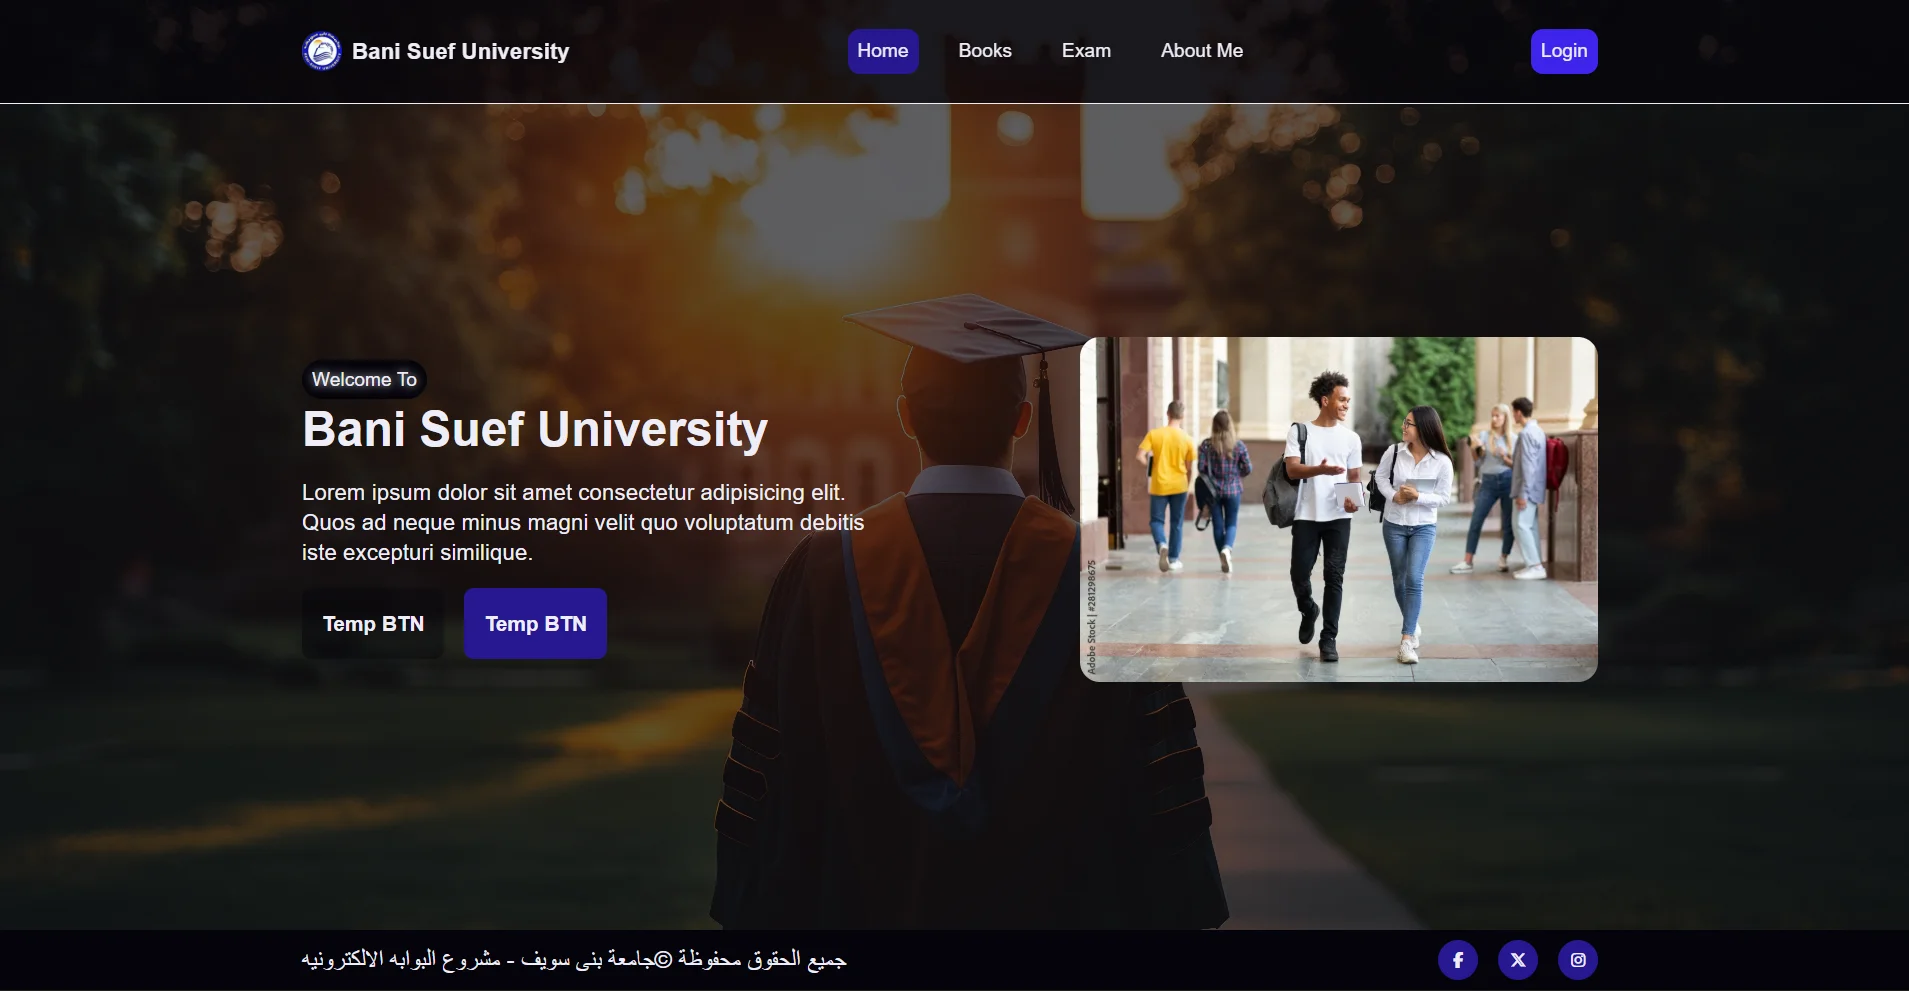 Bani Suef University
Home
Books
Exam
About Me
Login
Welcome To
Bani Suef University
Lorem ipsum dolor sit amet consectetur adipisicing elit.
Quos ad neque minus magni velit quo voluptatum debitis
iste excepturi similique.
Temp BTN
Temp BTN
Adobe Stock | #281298675
جميع الحقوق محفوظة ©جامعة بنى سويف - مشروع البوابه الالكترونيه